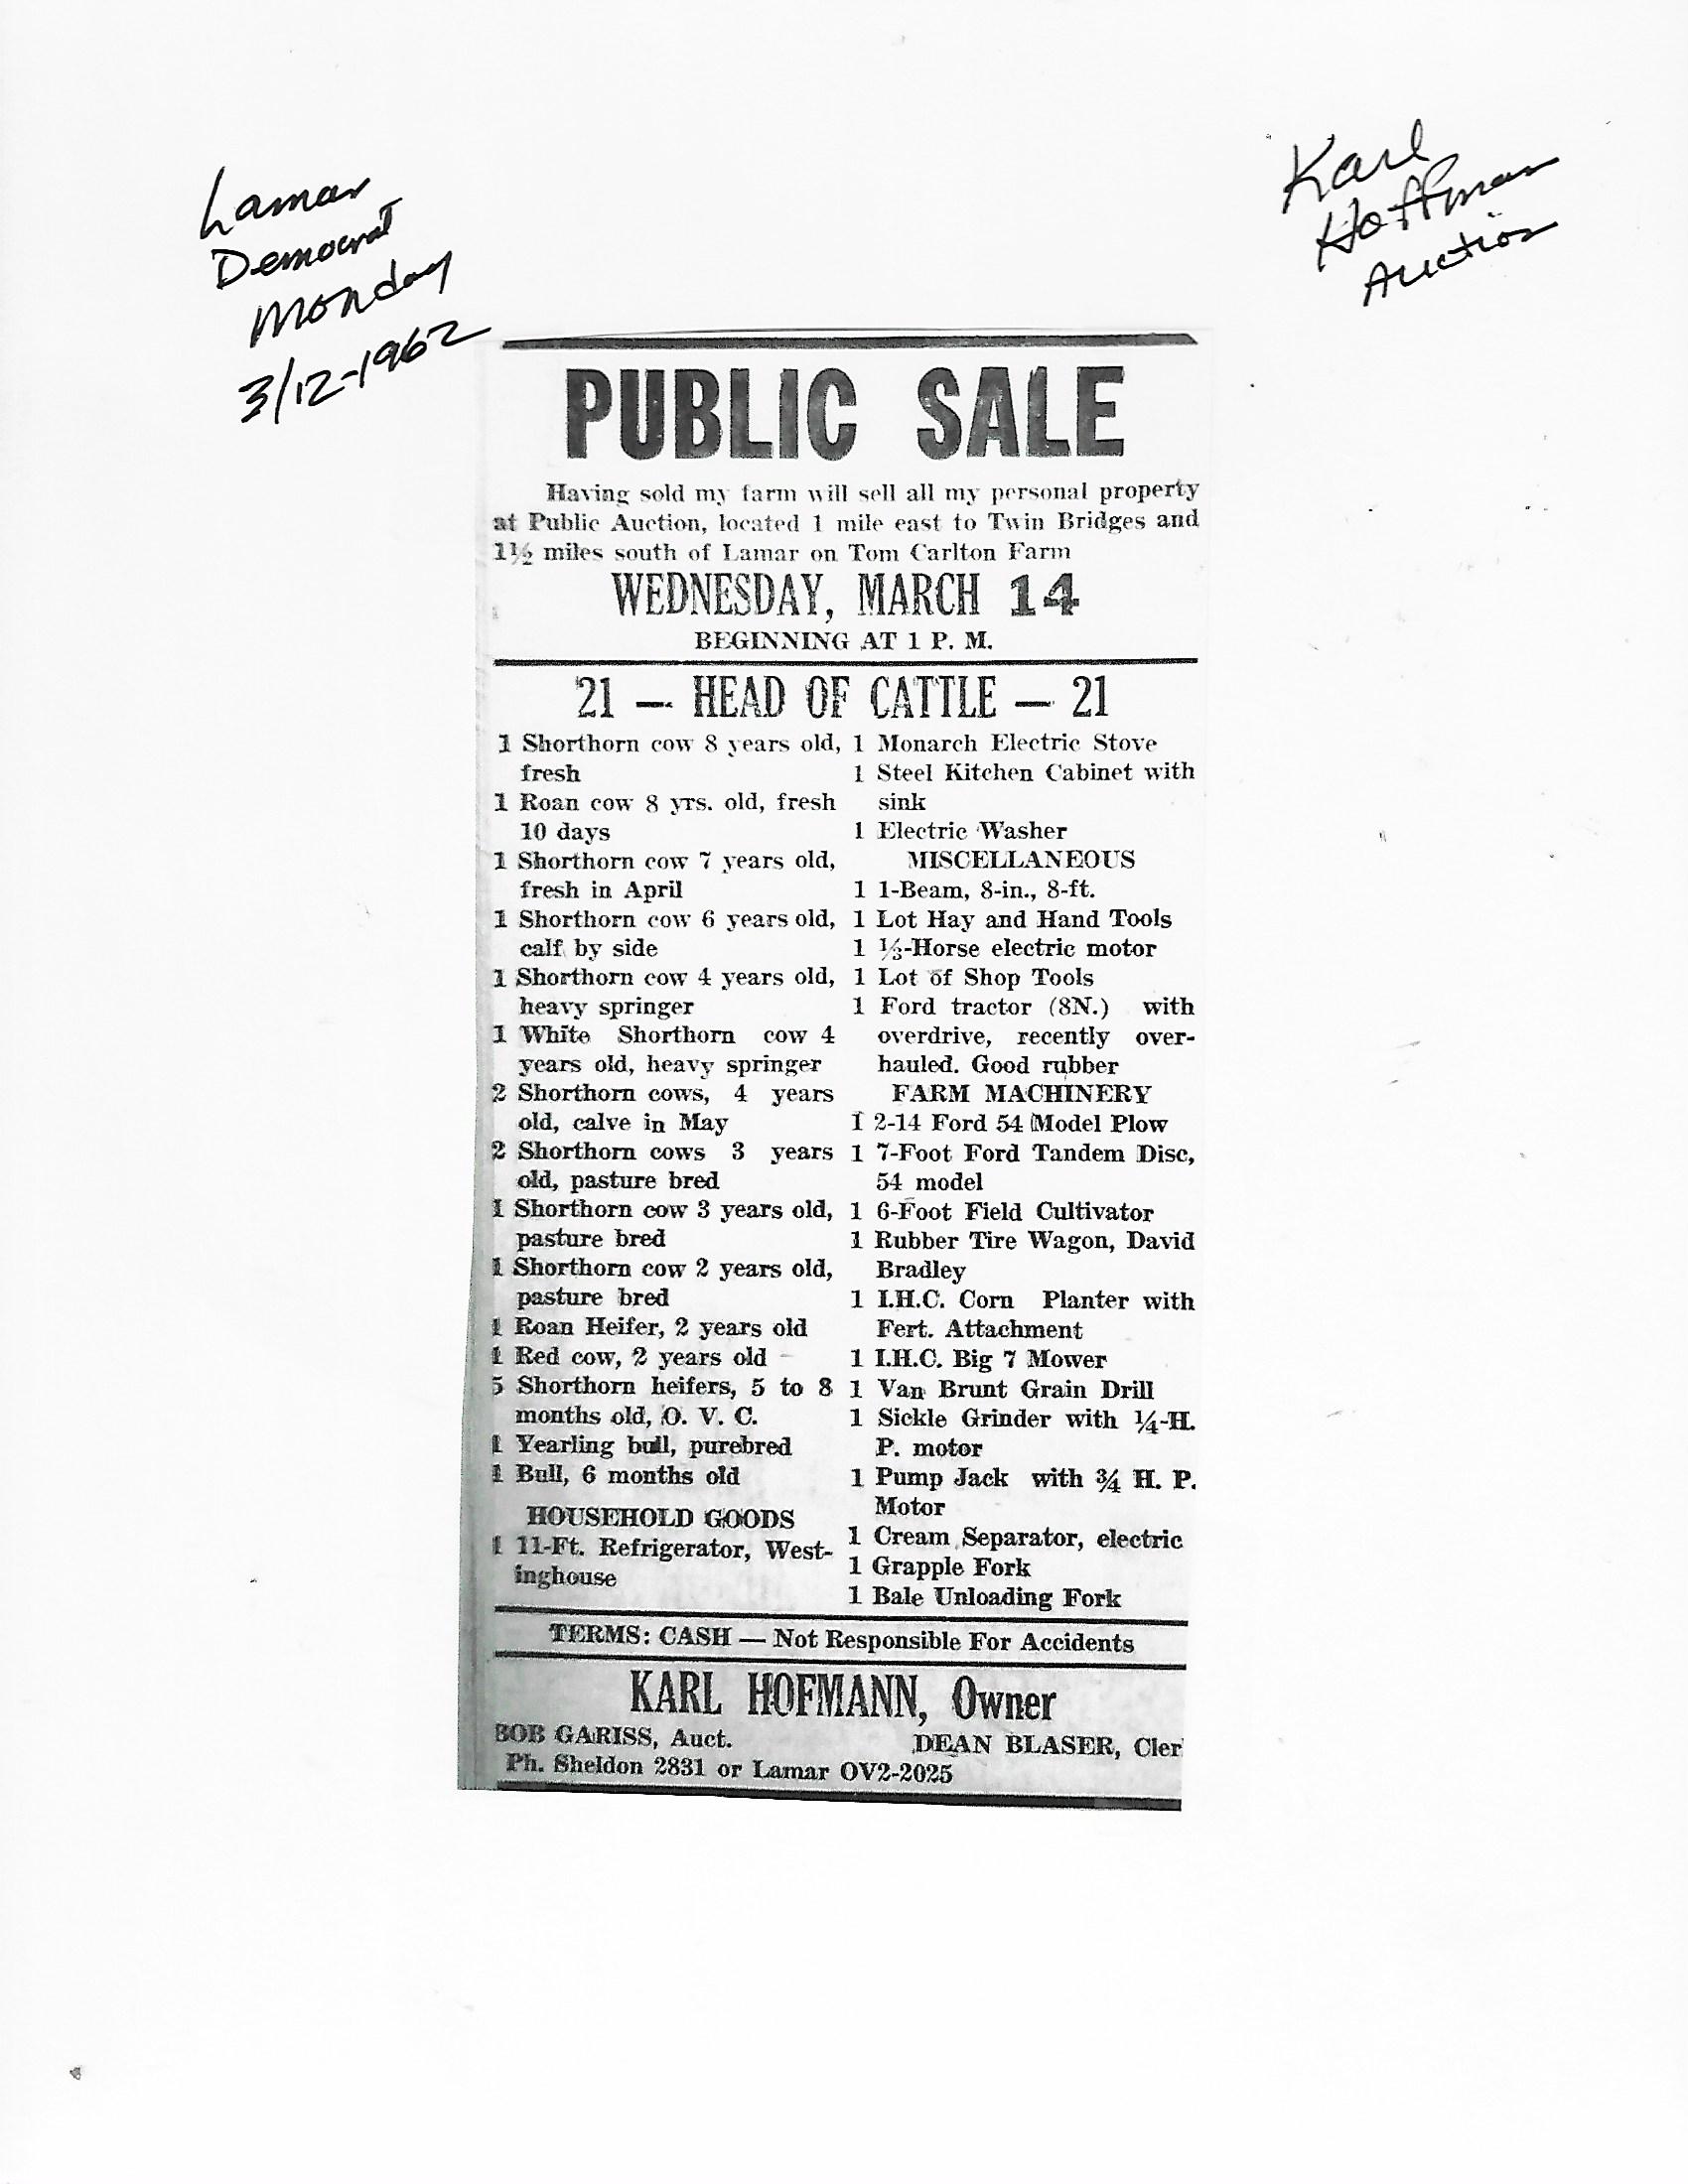 Lamar
Democrat
Monday
3/12-1962
Karl
Hoffman
Auction
PUBLIC SALE
Having sold my farm will sell all my personal property
at Public Auction, located 1 mile east to Twin Bridges and
1½ miles south of Lamar on Tom Carlton Farm
WEDNESDAY, MARCH 14
BEGINNING AT 1 P. M.
21 — HEAD OF CATTLE — 21
1 Shorthorn cow 8 years old,
fresh
1 Roan cow 8 yrs. old, fresh
10 days
1 Shorthorn cow 7 years old,
fresh in April
1 Shorthorn cow 6 years old,
calf by side
1 Shorthorn cow 4 years old,
heavy springer
1 White Shorthorn cow 4
years old, heavy springer
2 Shorthorn cows, 4 years
old, calve in May
2 Shorthorn cows 3 years
old, pasture bred
1 Shorthorn cow 3 years old,
pasture bred
1 Shorthorn cow 2 years old,
pasture bred
1 Roan Heifer, 2 years old
1 Red cow, 2 years old
5 Shorthorn heifers, 5 to 8
months old, O. V. C.
1 Yearling bull, purebred
1 Bull, 6 months old
HOUSEHOLD GOODS
1 11-Ft. Refrigerator, West-
inghouse
1 Monarch Electric Stove
1 Steel Kitchen Cabinet with
sink
1 Electric Washer
MISCELLANEOUS
1 1-Beam, 8-in., 8-ft.
1 Lot Hay and Hand Tools
1 ⅓-Horse electric motor
1 Lot of Shop Tools
1 Ford tractor (8N.) with
overdrive, recently over-
hauled. Good rubber
FARM MACHINERY
1 2-14 Ford 54 Model Plow
1 7-Foot Ford Tandem Disc,
54 model
1 6-Foot Field Cultivator
1 Rubber Tire Wagon, David
Bradley
1 I.H.C. Corn Planter with
Fert. Attachment
1 I.H.C. Big 7 Mower
1 Van Brunt Grain Drill
1 Sickle Grinder with ¼-H.
P. motor
1 Pump Jack with ¾ H. P.
Motor
1 Cream Separator, electric
1 Grapple Fork
1 Bale Unloading Fork
TERMS: CASH — Not Responsible For Accidents
KARL HOFMANN, Owner
BOB GARISS, Auct. DEAN BLASER, Cler
Ph. Sheldon 2831 or Lamar OV2-2025